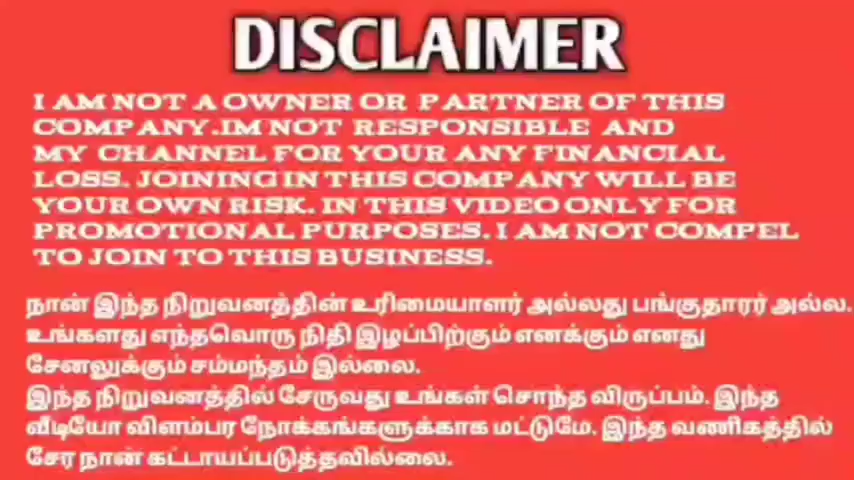 DISCLAIMER
I AM NOT A OWNER OR PARTNER OF THIS
COMPANY.IM NOT RESPONSIBLE AND
MY CHANNEL FOR YOUR ANY FINANCIAL
LOSS. JOINING IN THIS COMPANY WILL BE
YOUR OWN RISK. IN THIS VIDEO ONLY FOR
PROMOTIONAL PURPOSES. I AM NOT COMPEL
TO JOIN TO THIS BUSINESS.
நான் இந்த நிறுவனத்தின் உரிமையாளர் அல்லது பங்குதாரர் அல்ல.
உங்களது எந்தவொரு நிதி இழப்பிற்கும் எனக்கும் எனது
சேனலுக்கும் சம்மந்தம் இல்லை.
இந்த நிறுவனத்தில் சேருவது உங்கள் சொந்த விருப்பம். இந்த
வீடியோ விளம்பர நோக்கங்களுக்காக மட்டுமே. இந்த வணிகத்தில்
சேர நான் கட்டாயப்படுத்தவில்லை.